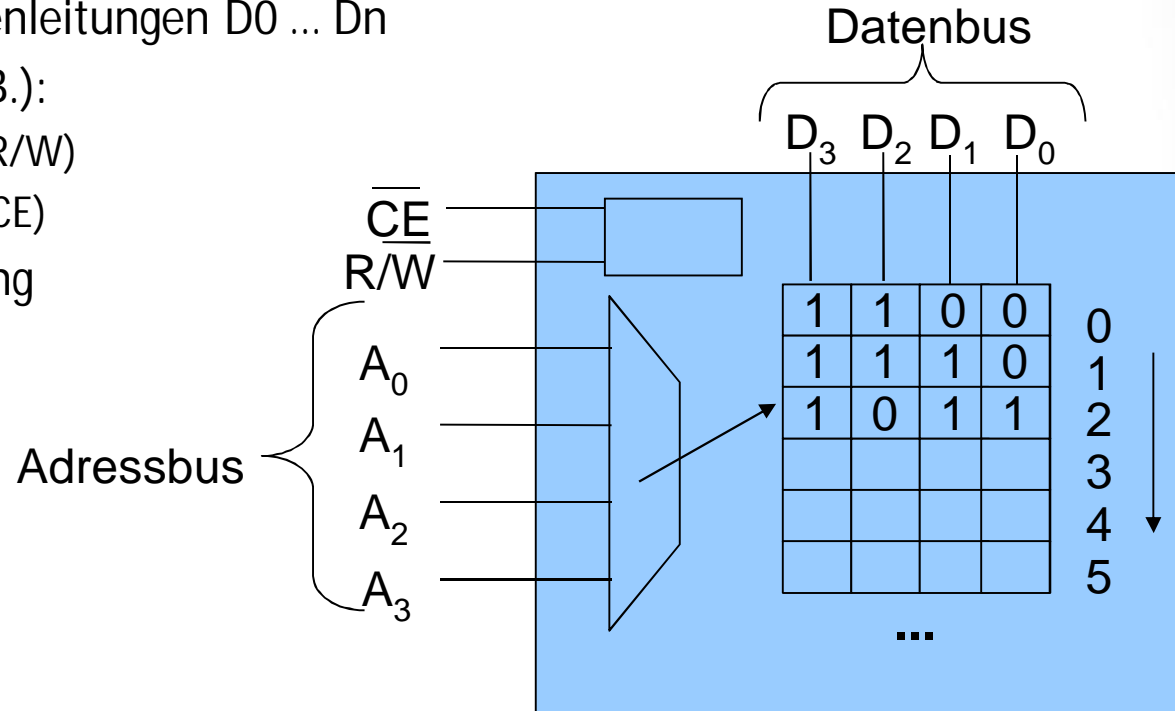 enleitungen D0 ... Dn
B.):
R/W)
CE)
ng
Datenbus
D3 D2 D1 D0
CE
R/W
A0
A1
A2
A3
Adressbus
1 1 0 0 0
1 1 1 0 1
1 0 1 1 2
3
4
5
...